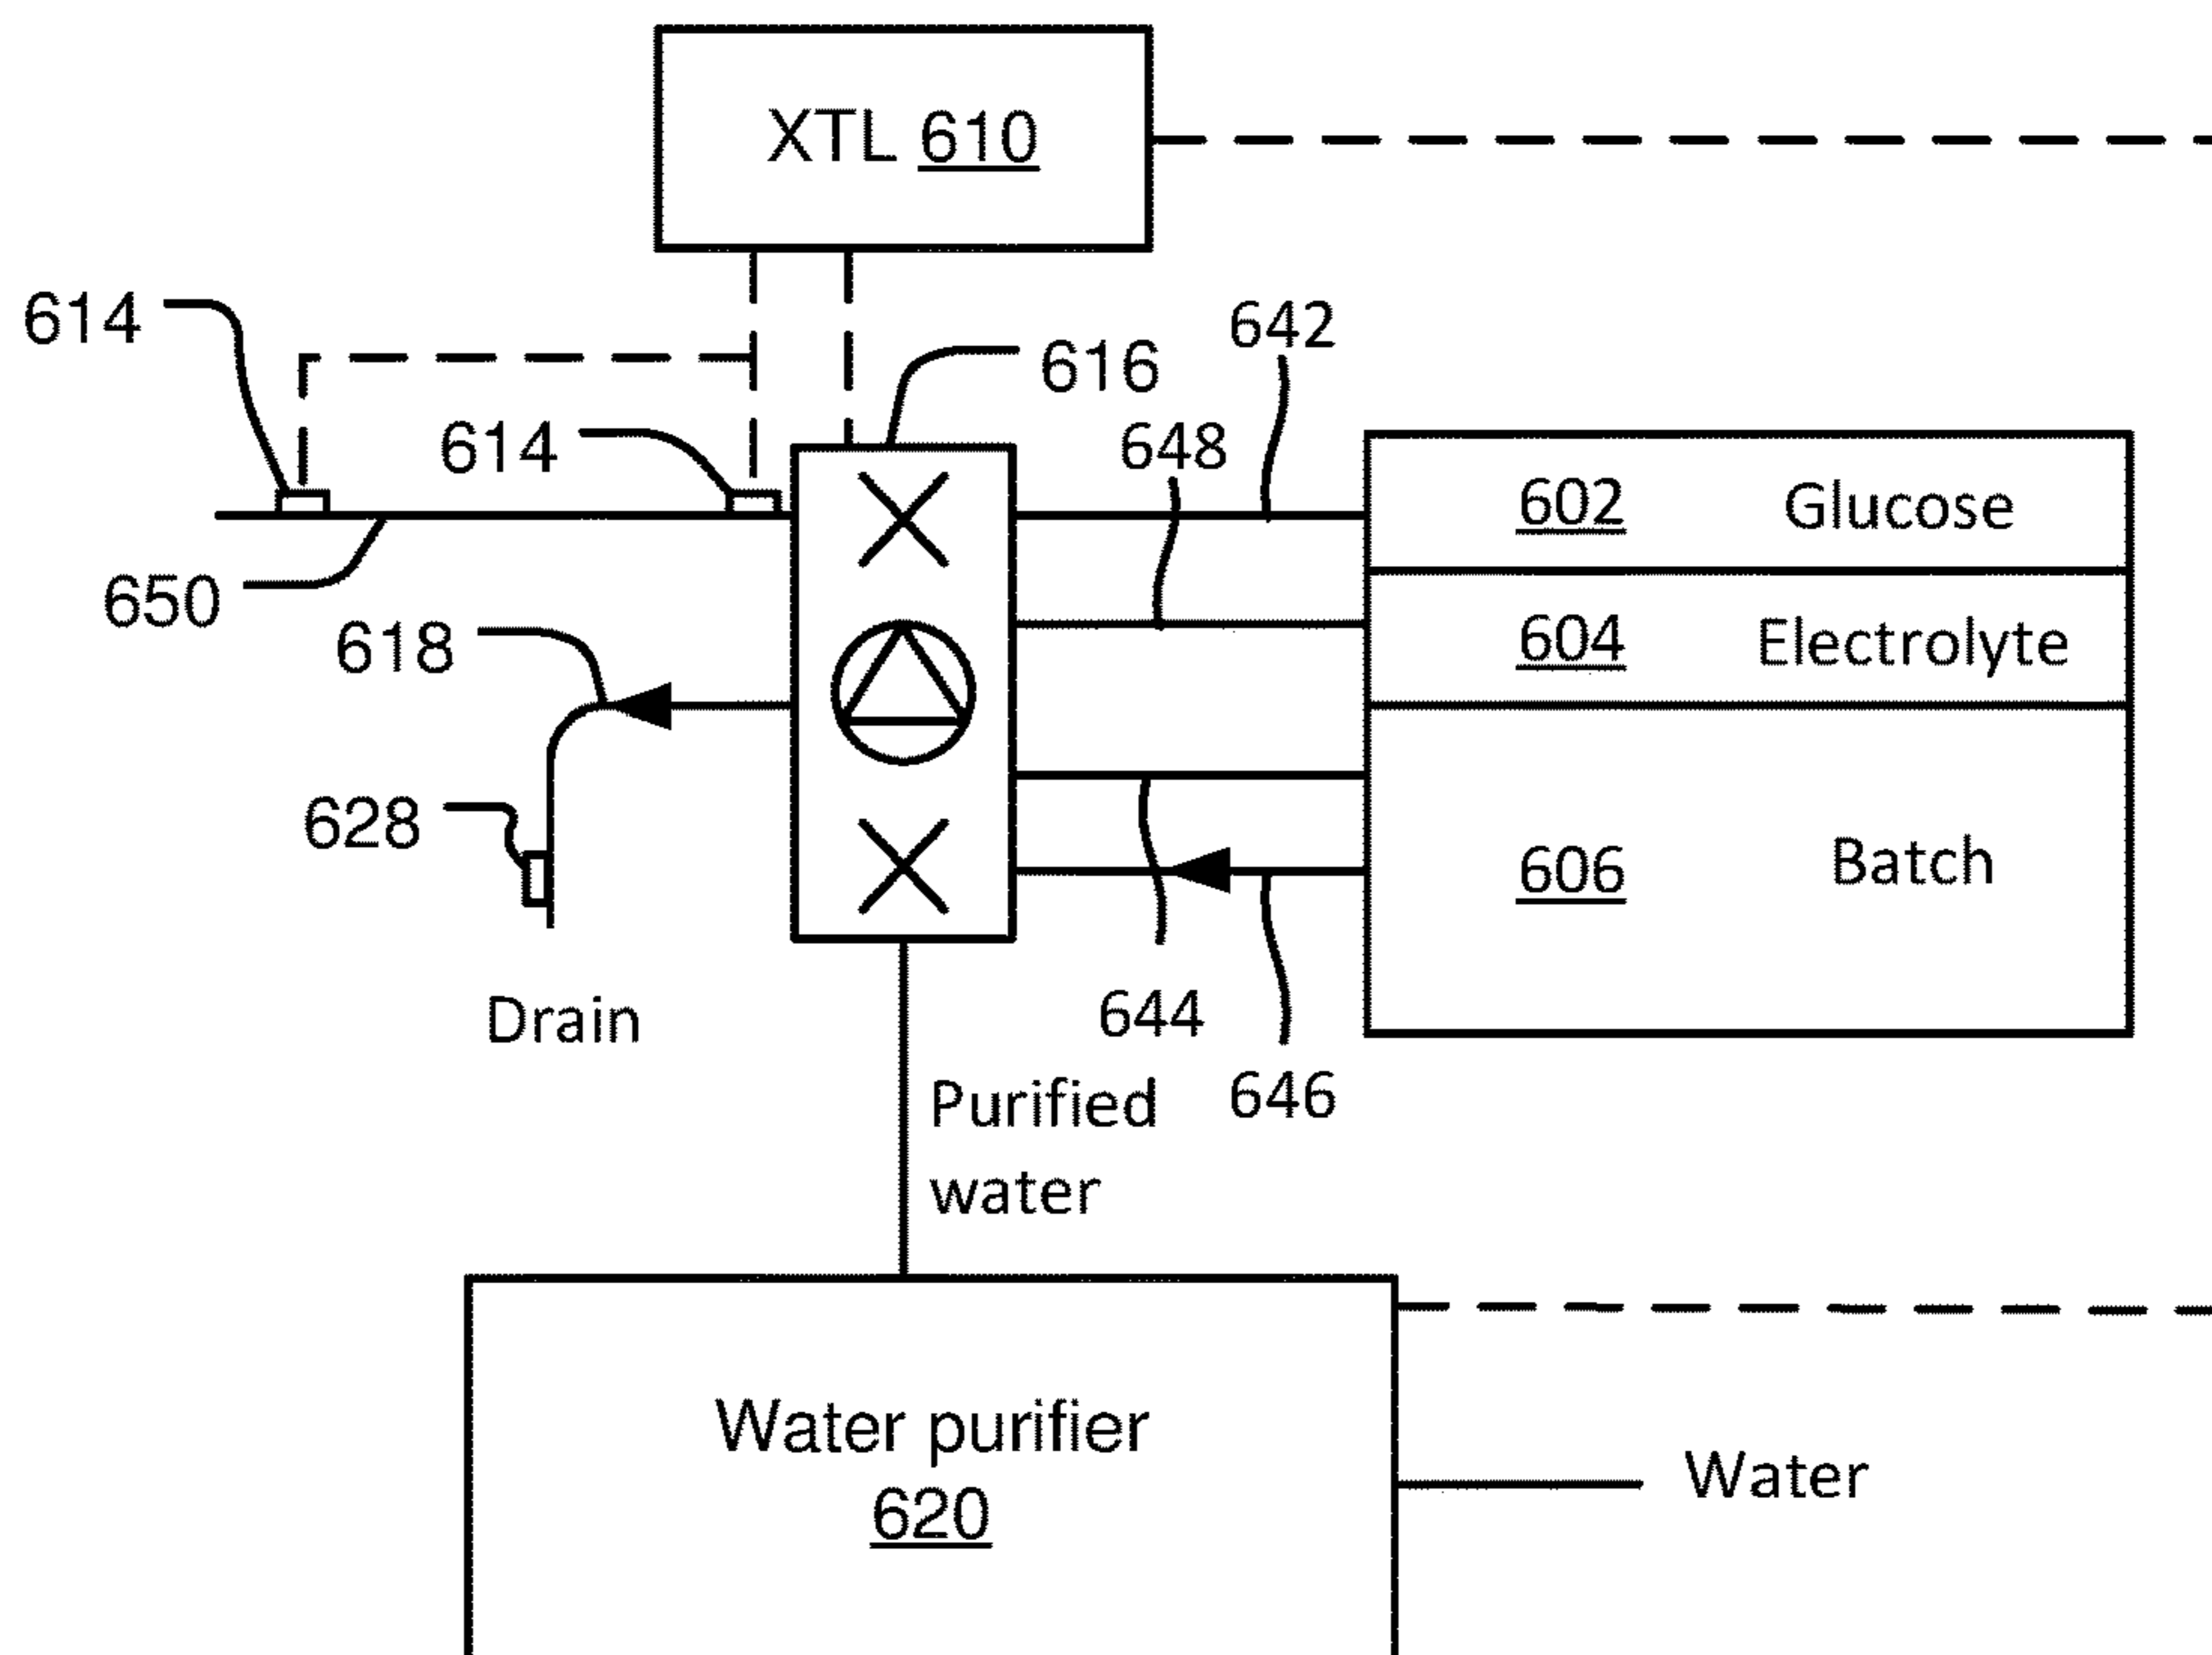 XTL 610
614
642
616
614
648
602 Glucose
650
618
604 Electrolyte
628
606 Batch
Drain
644
646
Purified
water
Water purifier
620
Water